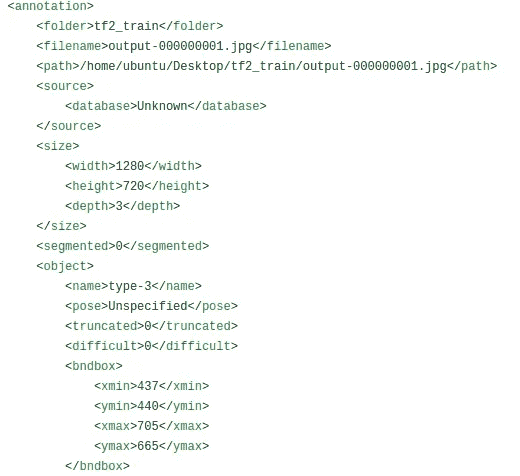 <annotation>
    <folder>tf2_train</folder>
    <filename>output-000000001.jpg</filename>
    <path>/home/ubuntu/Desktop/tf2_train/output-000000001.jpg</path>
    <source>
        <database>Unknown</database>
    </source>
    <size>
        <width>1280</width>
        <height>720</height>
        <depth>3</depth>
    </size>
    <segmented>0</segmented>
    <object>
        <name>type-3</name>
        <pose>Unspecified</pose>
        <truncated>0</truncated>
        <difficult>0</difficult>
        <bndbox>
            <xmin>437</xmin>
            <ymin>440</ymin>
            <xmax>705</xmax>
            <ymax>665</ymax>
        </bndbox>